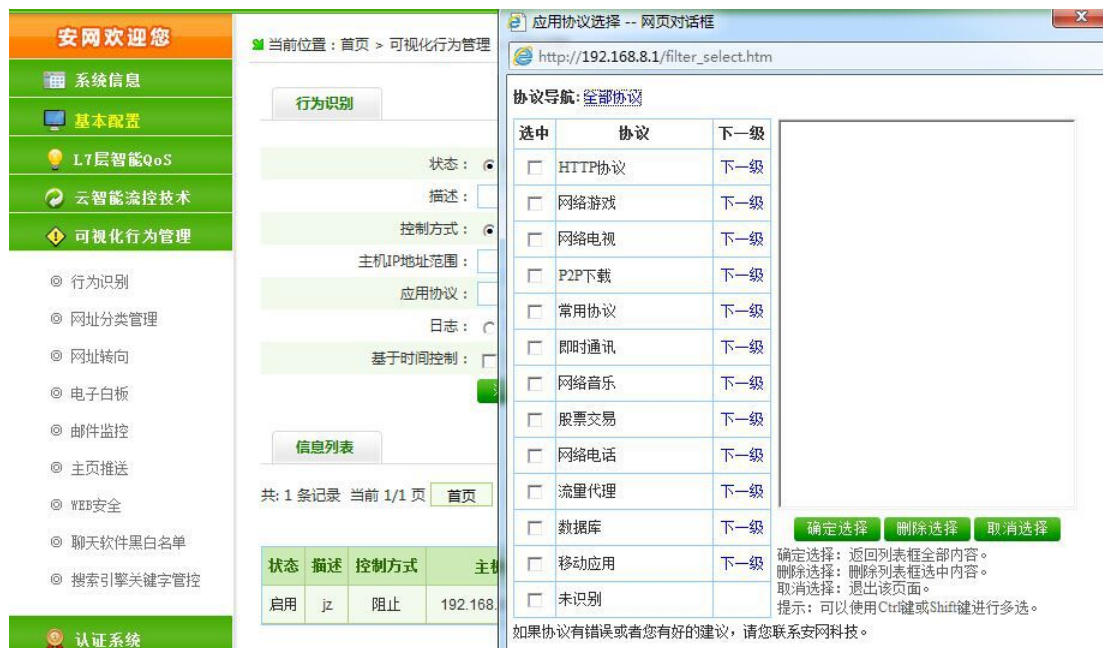 安网欢迎您
系统信息
基本配置
L7层智能QoS
云智能流控技术
可视化行为管理
行为识别
网址分类管理
网址转向
电子白板
邮件监控
主页推送
WEB安全
聊天软件黑白名单
搜索引擎关键字管控
认证系统
当前位置：首页 > 可视化行为管理
行为识别
状态：
描述：
控制方式：
主机IP地址范围：
应用协议：
日志：
基于时间控制：
信息列表
共: 1 条记录 当前 1/1 页 首页
状态 描述 控制方式
启用 jz 阻止 192.168.
应用协议选择 -- 网页对话框
http://192.168.8.1/filter_select.htm
协议导航: 全部协议
选中 协议 下一级
HTTP协议 下一级
网络游戏 下一级
网络电视 下一级
P2P下载 下一级
常用协议 下一级
即时通讯 下一级
网络音乐 下一级
股票交易 下一级
网络电话 下一级
流量代理 下一级
数据库 下一级
移动应用 下一级
未识别
确定选择 删除选择 取消选择
确定选择：返回列表框全部内容。
删除选择：删除列表框选中内容。
取消选择：退出该页面。
提示：可以使用Ctrl键或Shift键进行多选。
如果协议有错误或者您有好的建议，请您联系安网科技。